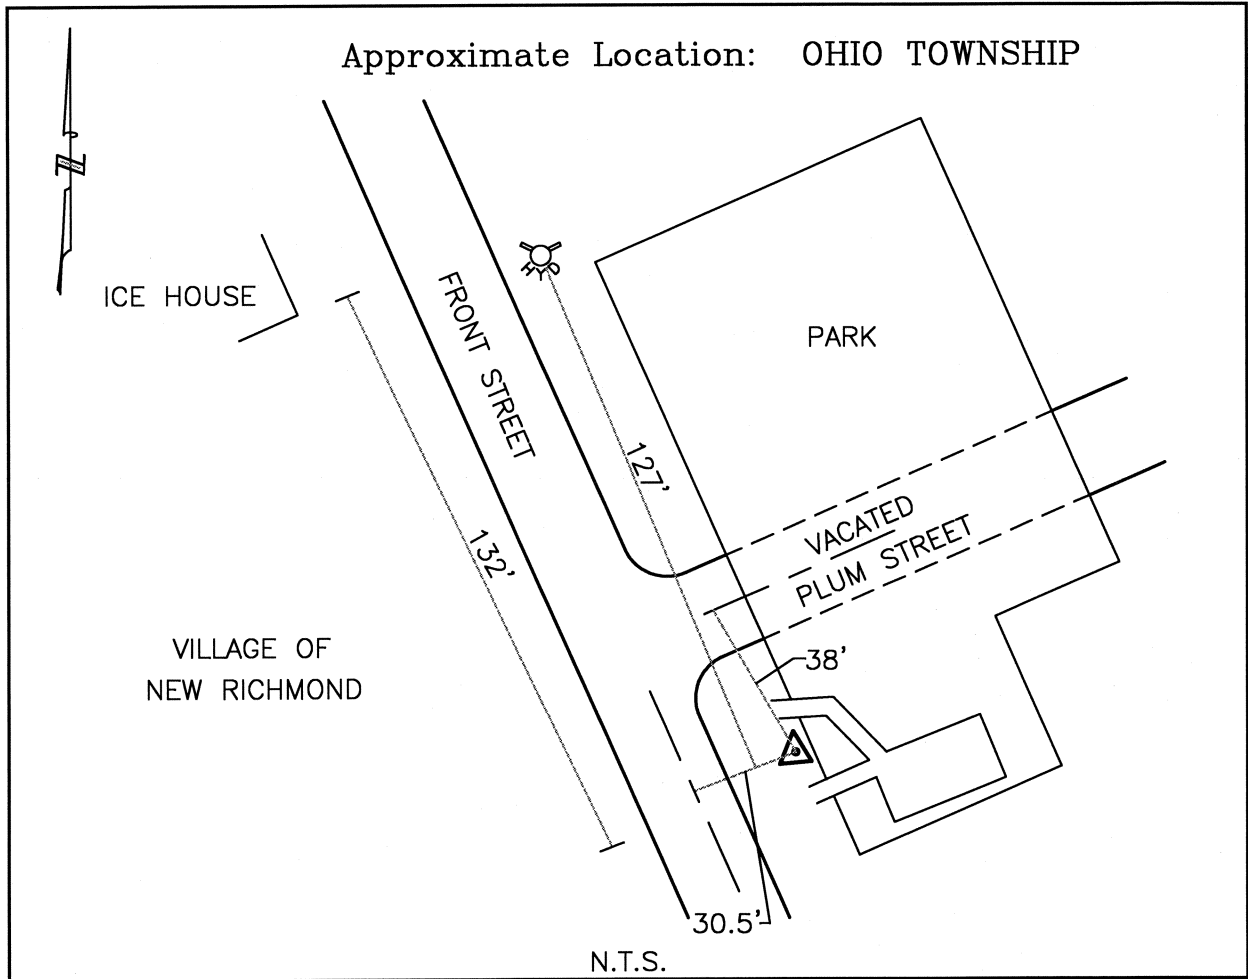 Approximate Location: OHIO TOWNSHIP
N
HYD
ICE HOUSE
FRONT STREET
PARK
127'
132'
VACATED
PLUM STREET
VILLAGE OF
NEW RICHMOND
38'
30.5'
N.T.S.